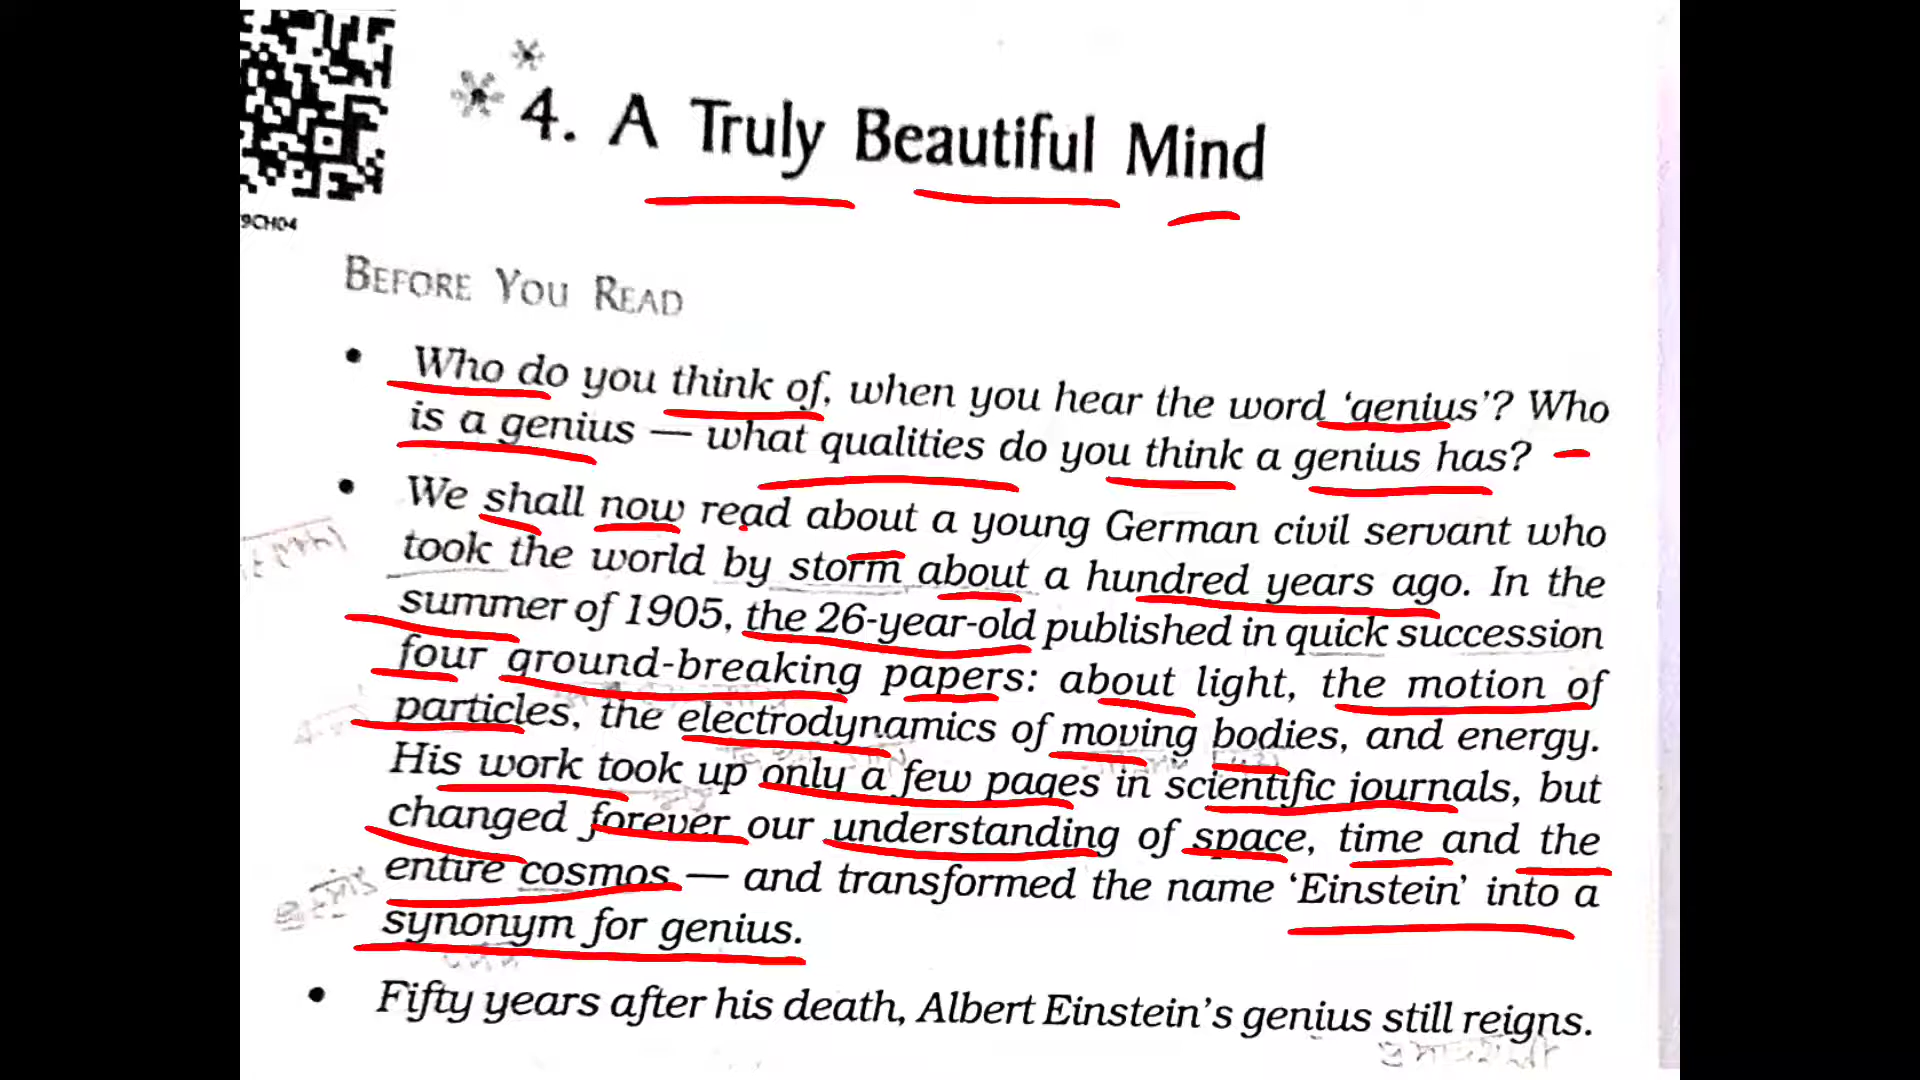 4. A Truly Beautiful Mind
9CH04
BEFORE YOU READ
• Who do you think of, when you hear the word ‘genius’? Who
is a genius — what qualities do you think a genius has?
• We shall now read about a young German civil servant who
took the world by storm about a hundred years ago. In the
summer of 1905, the 26-year-old published in quick succession
four ground-breaking papers: about light, the motion of
particles, the electrodynamics of moving bodies, and energy.
His work took up only a few pages in scientific journals, but
changed forever our understanding of space, time and the
entire cosmos — and transformed the name ‘Einstein’ into a
synonym for genius.
• Fifty years after his death, Albert Einstein’s genius still reigns.